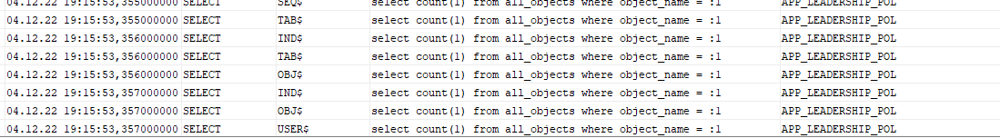 04.12.22 19:15:53,355000000 SELECT SEQ$ select count(1) from all_objects where object_name = :1 APP_LEADERSHIP_POL
04.12.22 19:15:53,355000000 SELECT TAB$ select count(1) from all_objects where object_name = :1 APP_LEADERSHIP_POL
04.12.22 19:15:53,356000000 SELECT IND$ select count(1) from all_objects where object_name = :1 APP_LEADERSHIP_POL
04.12.22 19:15:53,356000000 SELECT TAB$ select count(1) from all_objects where object_name = :1 APP_LEADERSHIP_POL
04.12.22 19:15:53,356000000 SELECT OBJ$ select count(1) from all_objects where object_name = :1 APP_LEADERSHIP_POL
04.12.22 19:15:53,357000000 SELECT IND$ select count(1) from all_objects where object_name = :1 APP_LEADERSHIP_POL
04.12.22 19:15:53,357000000 SELECT OBJ$ select count(1) from all_objects where object_name = :1 APP_LEADERSHIP_POL
04.12.22 19:15:53,357000000 SELECT USER$ select count(1) from all_objects where object_name = :1 APP_LEADERSHIP_POL